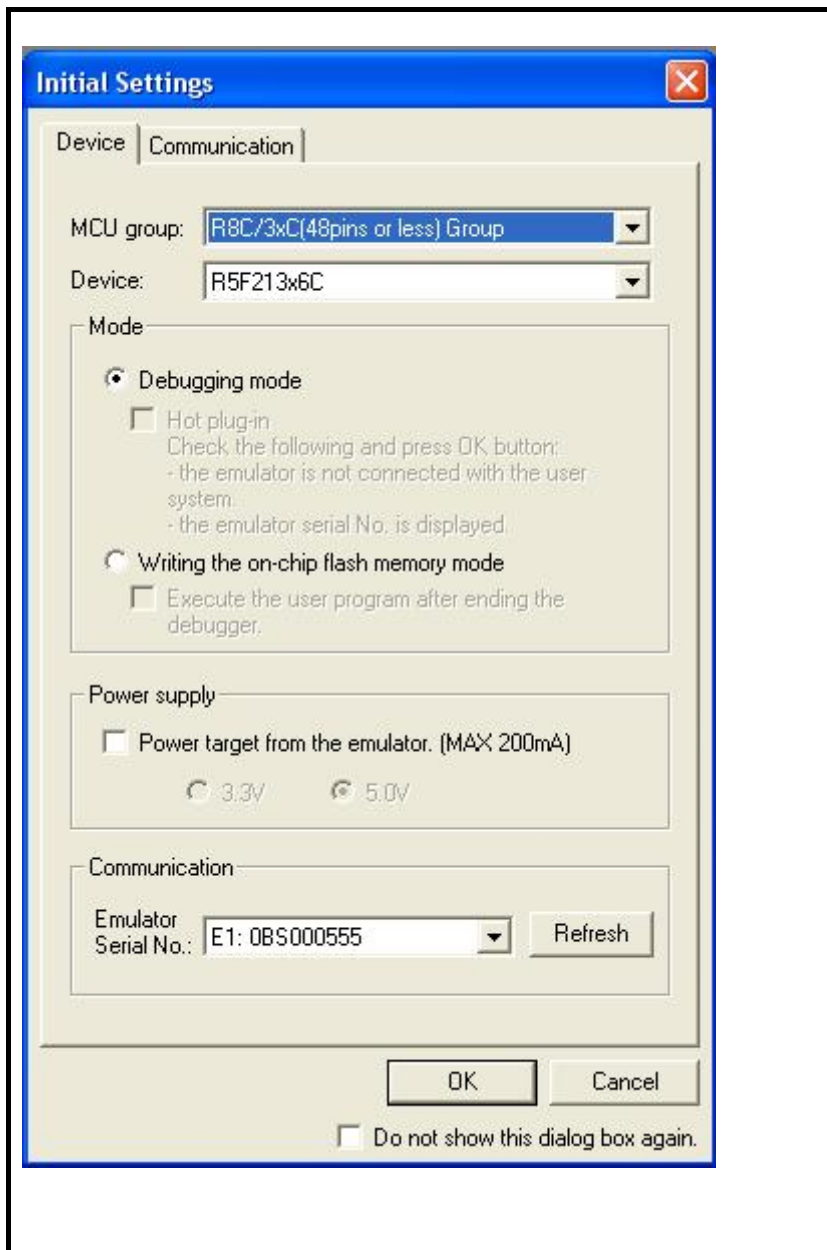 Initial Settings
Device Communication
MCU group: R8C/3xC(48pins or less) Group
Device: R5F213x6C
Mode
Debugging mode
Hot plug-in
Check the following and press OK button:
- the emulator is not connected with the user
system.
- the emulator serial No. is displayed.
Writing the on-chip flash memory mode
Execute the user program after ending the
debugger.
Power supply
Power target from the emulator. (MAX 200mA)
3.3V 5.0V
Communication
Emulator
Serial No.: E1: 0BS000555 Refresh
OK Cancel
Do not show this dialog box again.